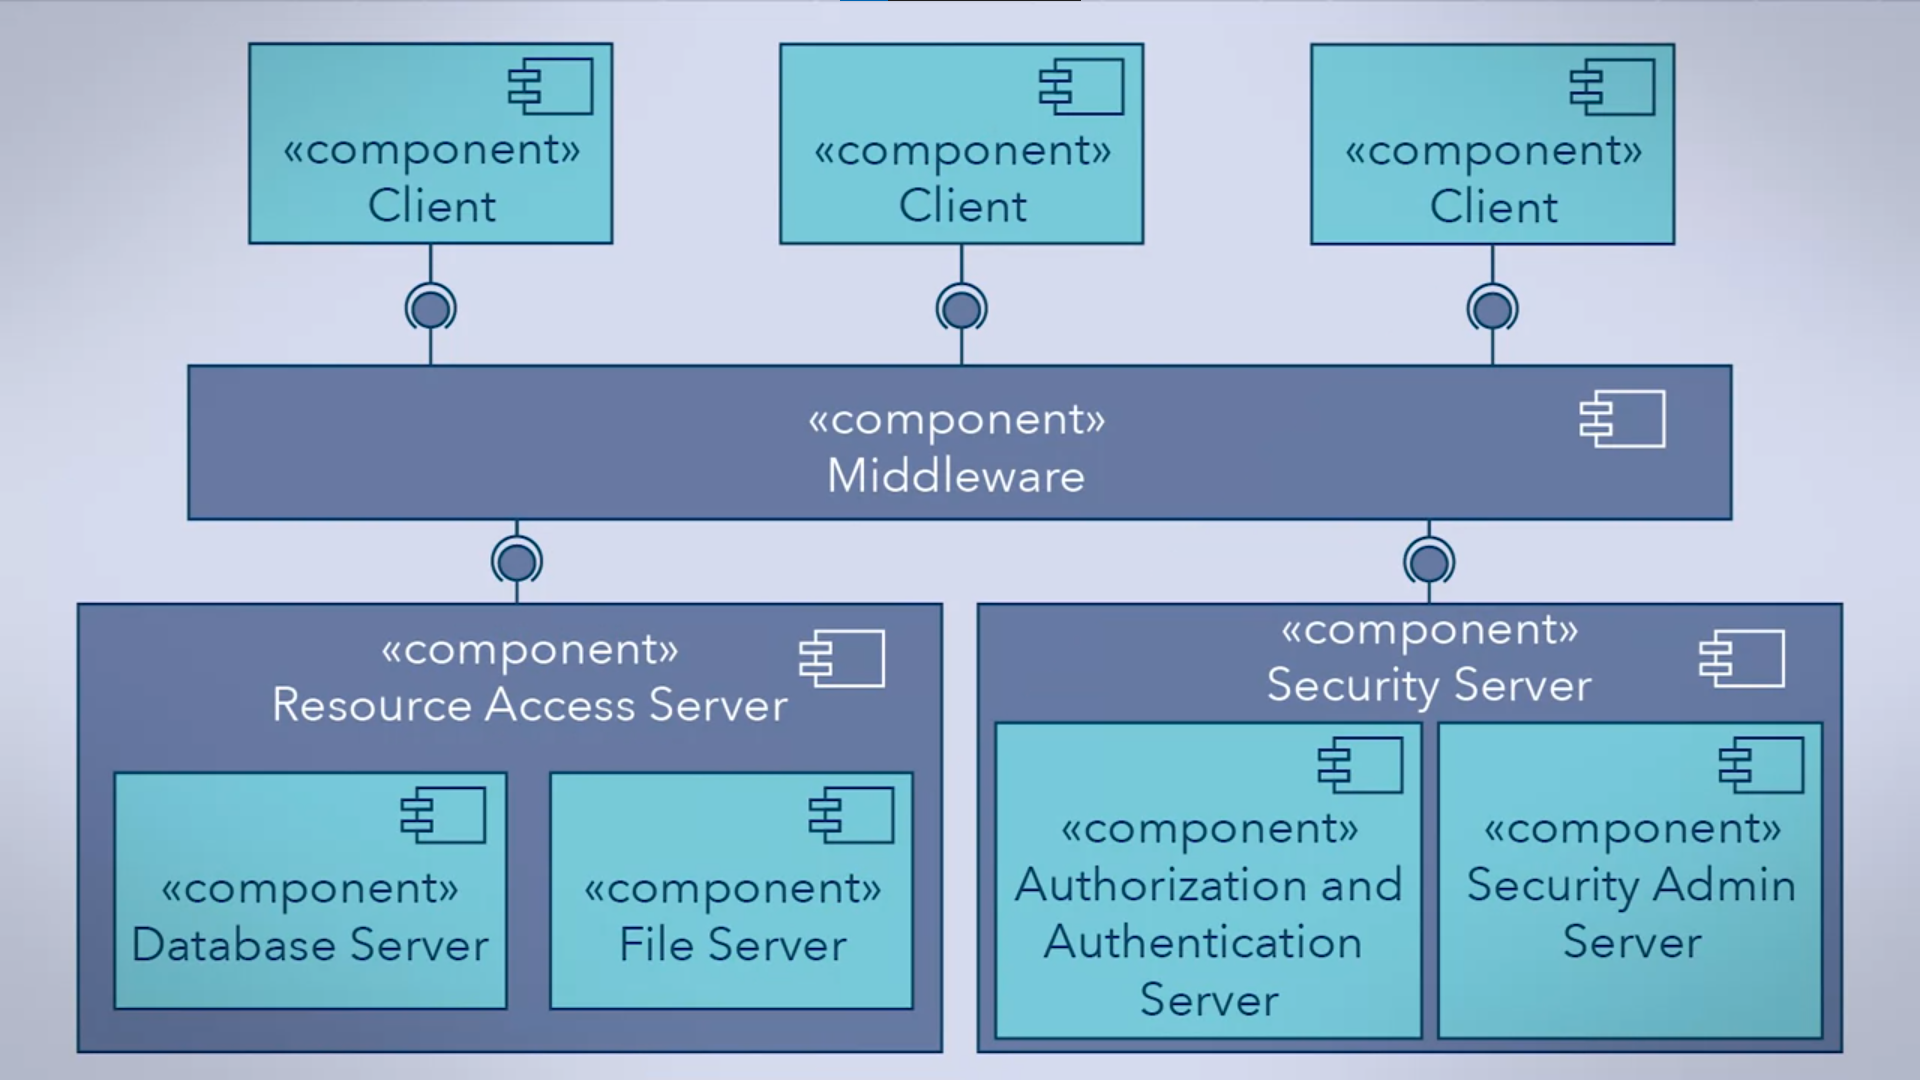 «component»
Client
«component»
Client
«component»
Client
«component»
Middleware
«component»
Resource Access Server
«component»
Database Server
«component»
File Server
«component»
Security Server
«component»
Authorization and
Authentication
Server
«component»
Security Admin
Server